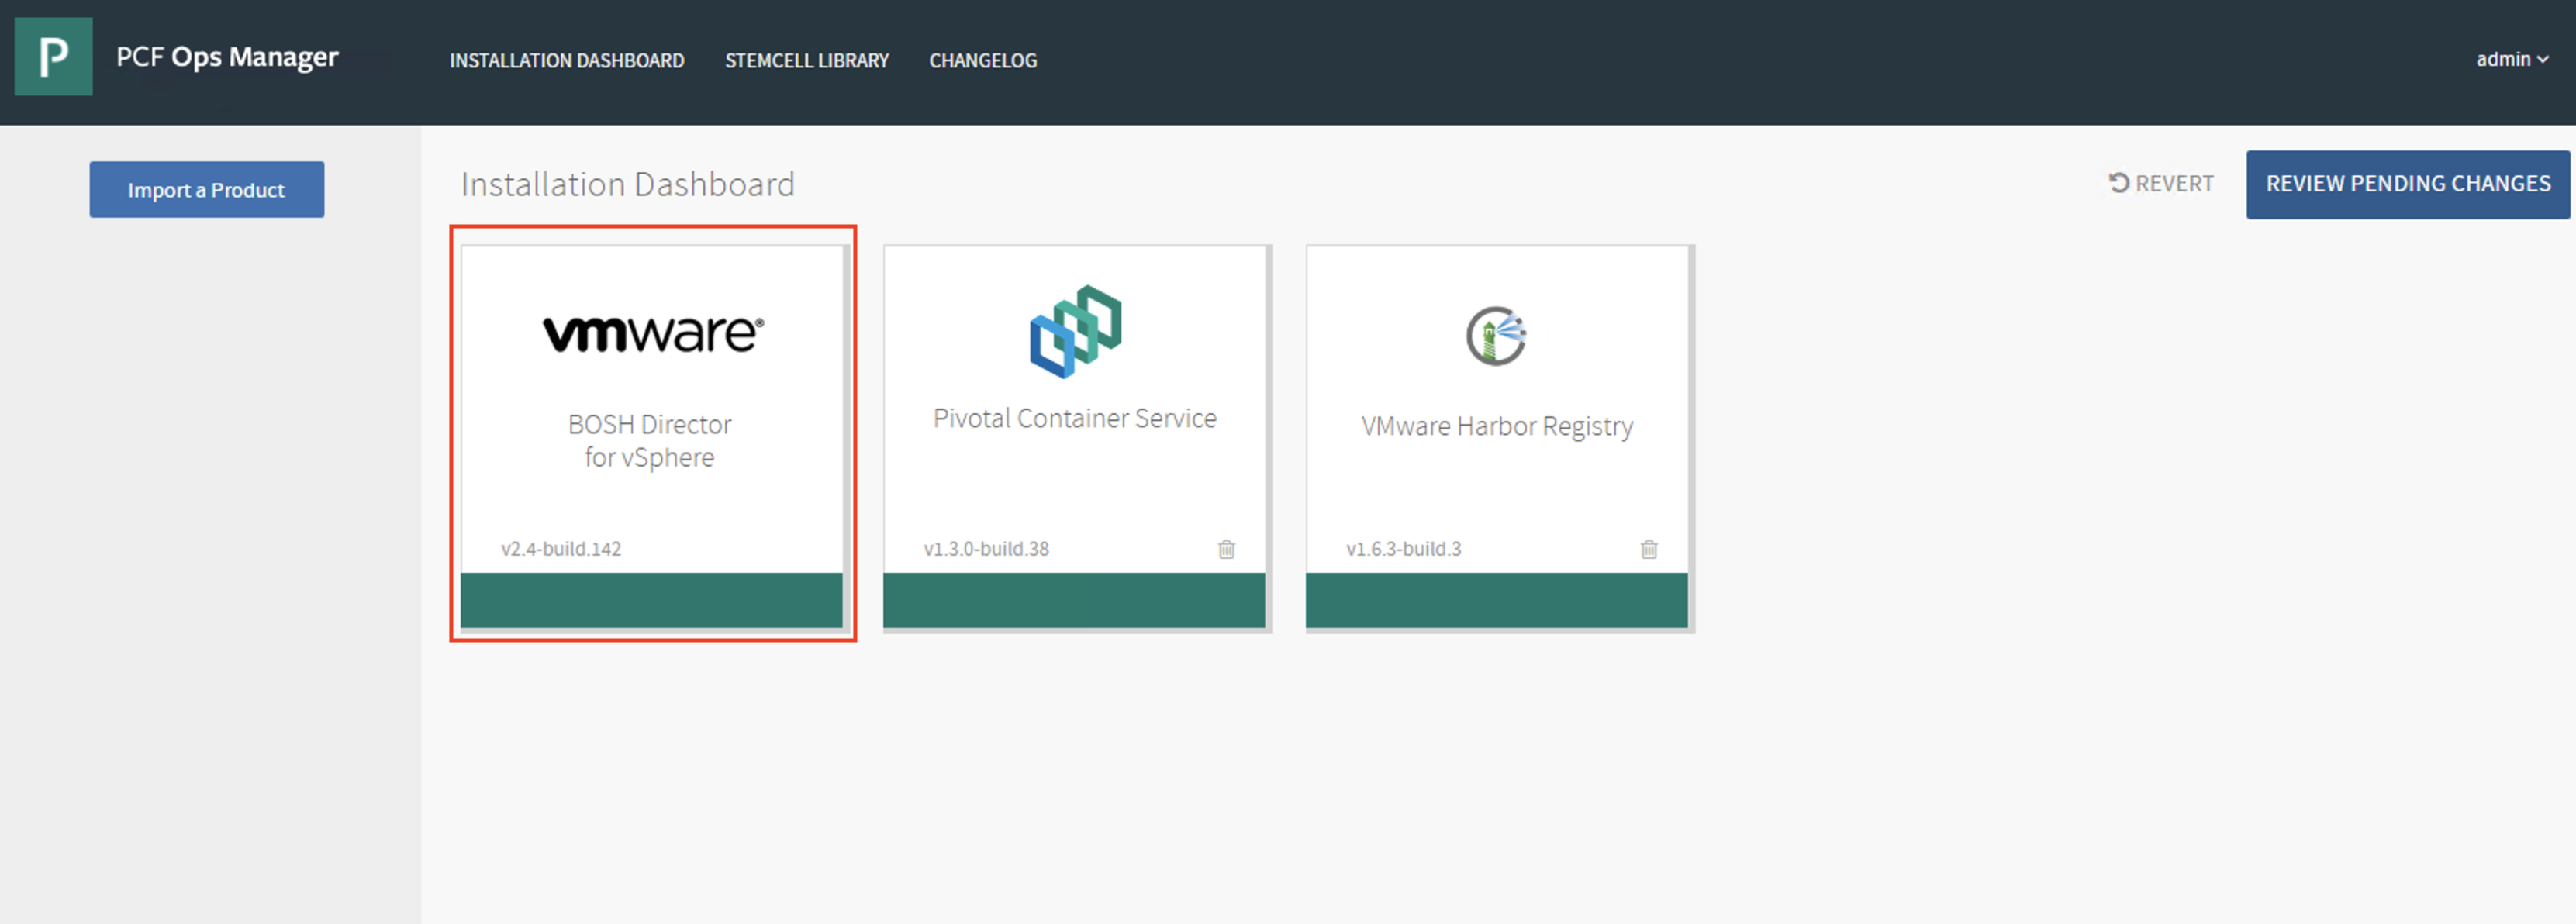 P
PCF Ops Manager
INSTALLATION DASHBOARD
STEMCELL LIBRARY
CHANGELOG
admin
Import a Product
Installation Dashboard
REVERT
REVIEW PENDING CHANGES
vmware®
BOSH Director
for vSphere
v2.4-build.142
Pivotal Container Service
v1.3.0-build.38
VMware Harbor Registry
v1.6.3-build.3